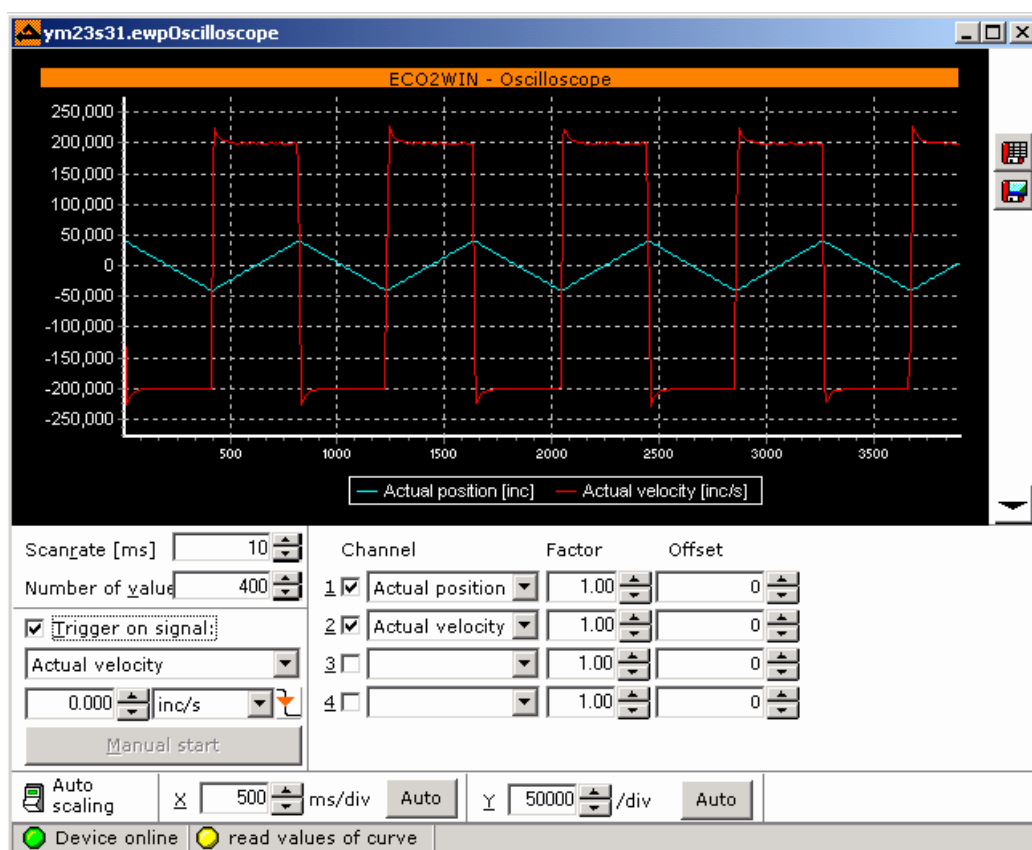 ym23s31.ewpOscilloscope
ECO2WIN - Oscilloscope
250,000
200,000
150,000
100,000
50,000
0
-50,000
-100,000
-150,000
-200,000
-250,000
500 1000 1500 2000 2500 3000 3500
Actual position [inc] Actual velocity [inc/s]
Scanrate [ms] 10
Number of value 400
Trigger on signal:
Actual velocity
0.000 inc/s
Manual start
Channel Factor Offset
1 Actual position 1.00 0
2 Actual velocity 1.00 0
3 1.00 0
4 1.00 0
Auto scaling X 500 ms/div Auto Y 50000 /div Auto
Device online read values of curve